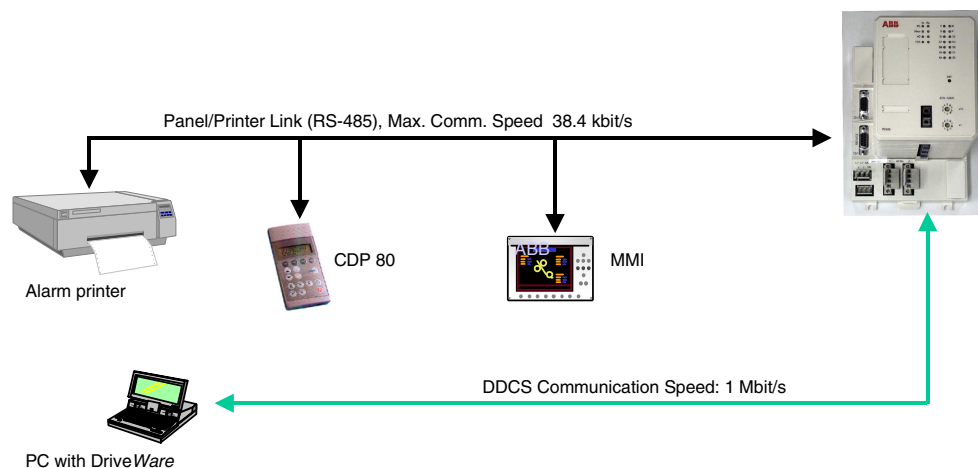 ABB
Panel/Printer Link (RS-485), Max. Comm. Speed 38.4 kbit/s
ABB
CDP 80
MMI
Alarm printer
DDCS Communication Speed: 1 Mbit/s
PC with DriveWare